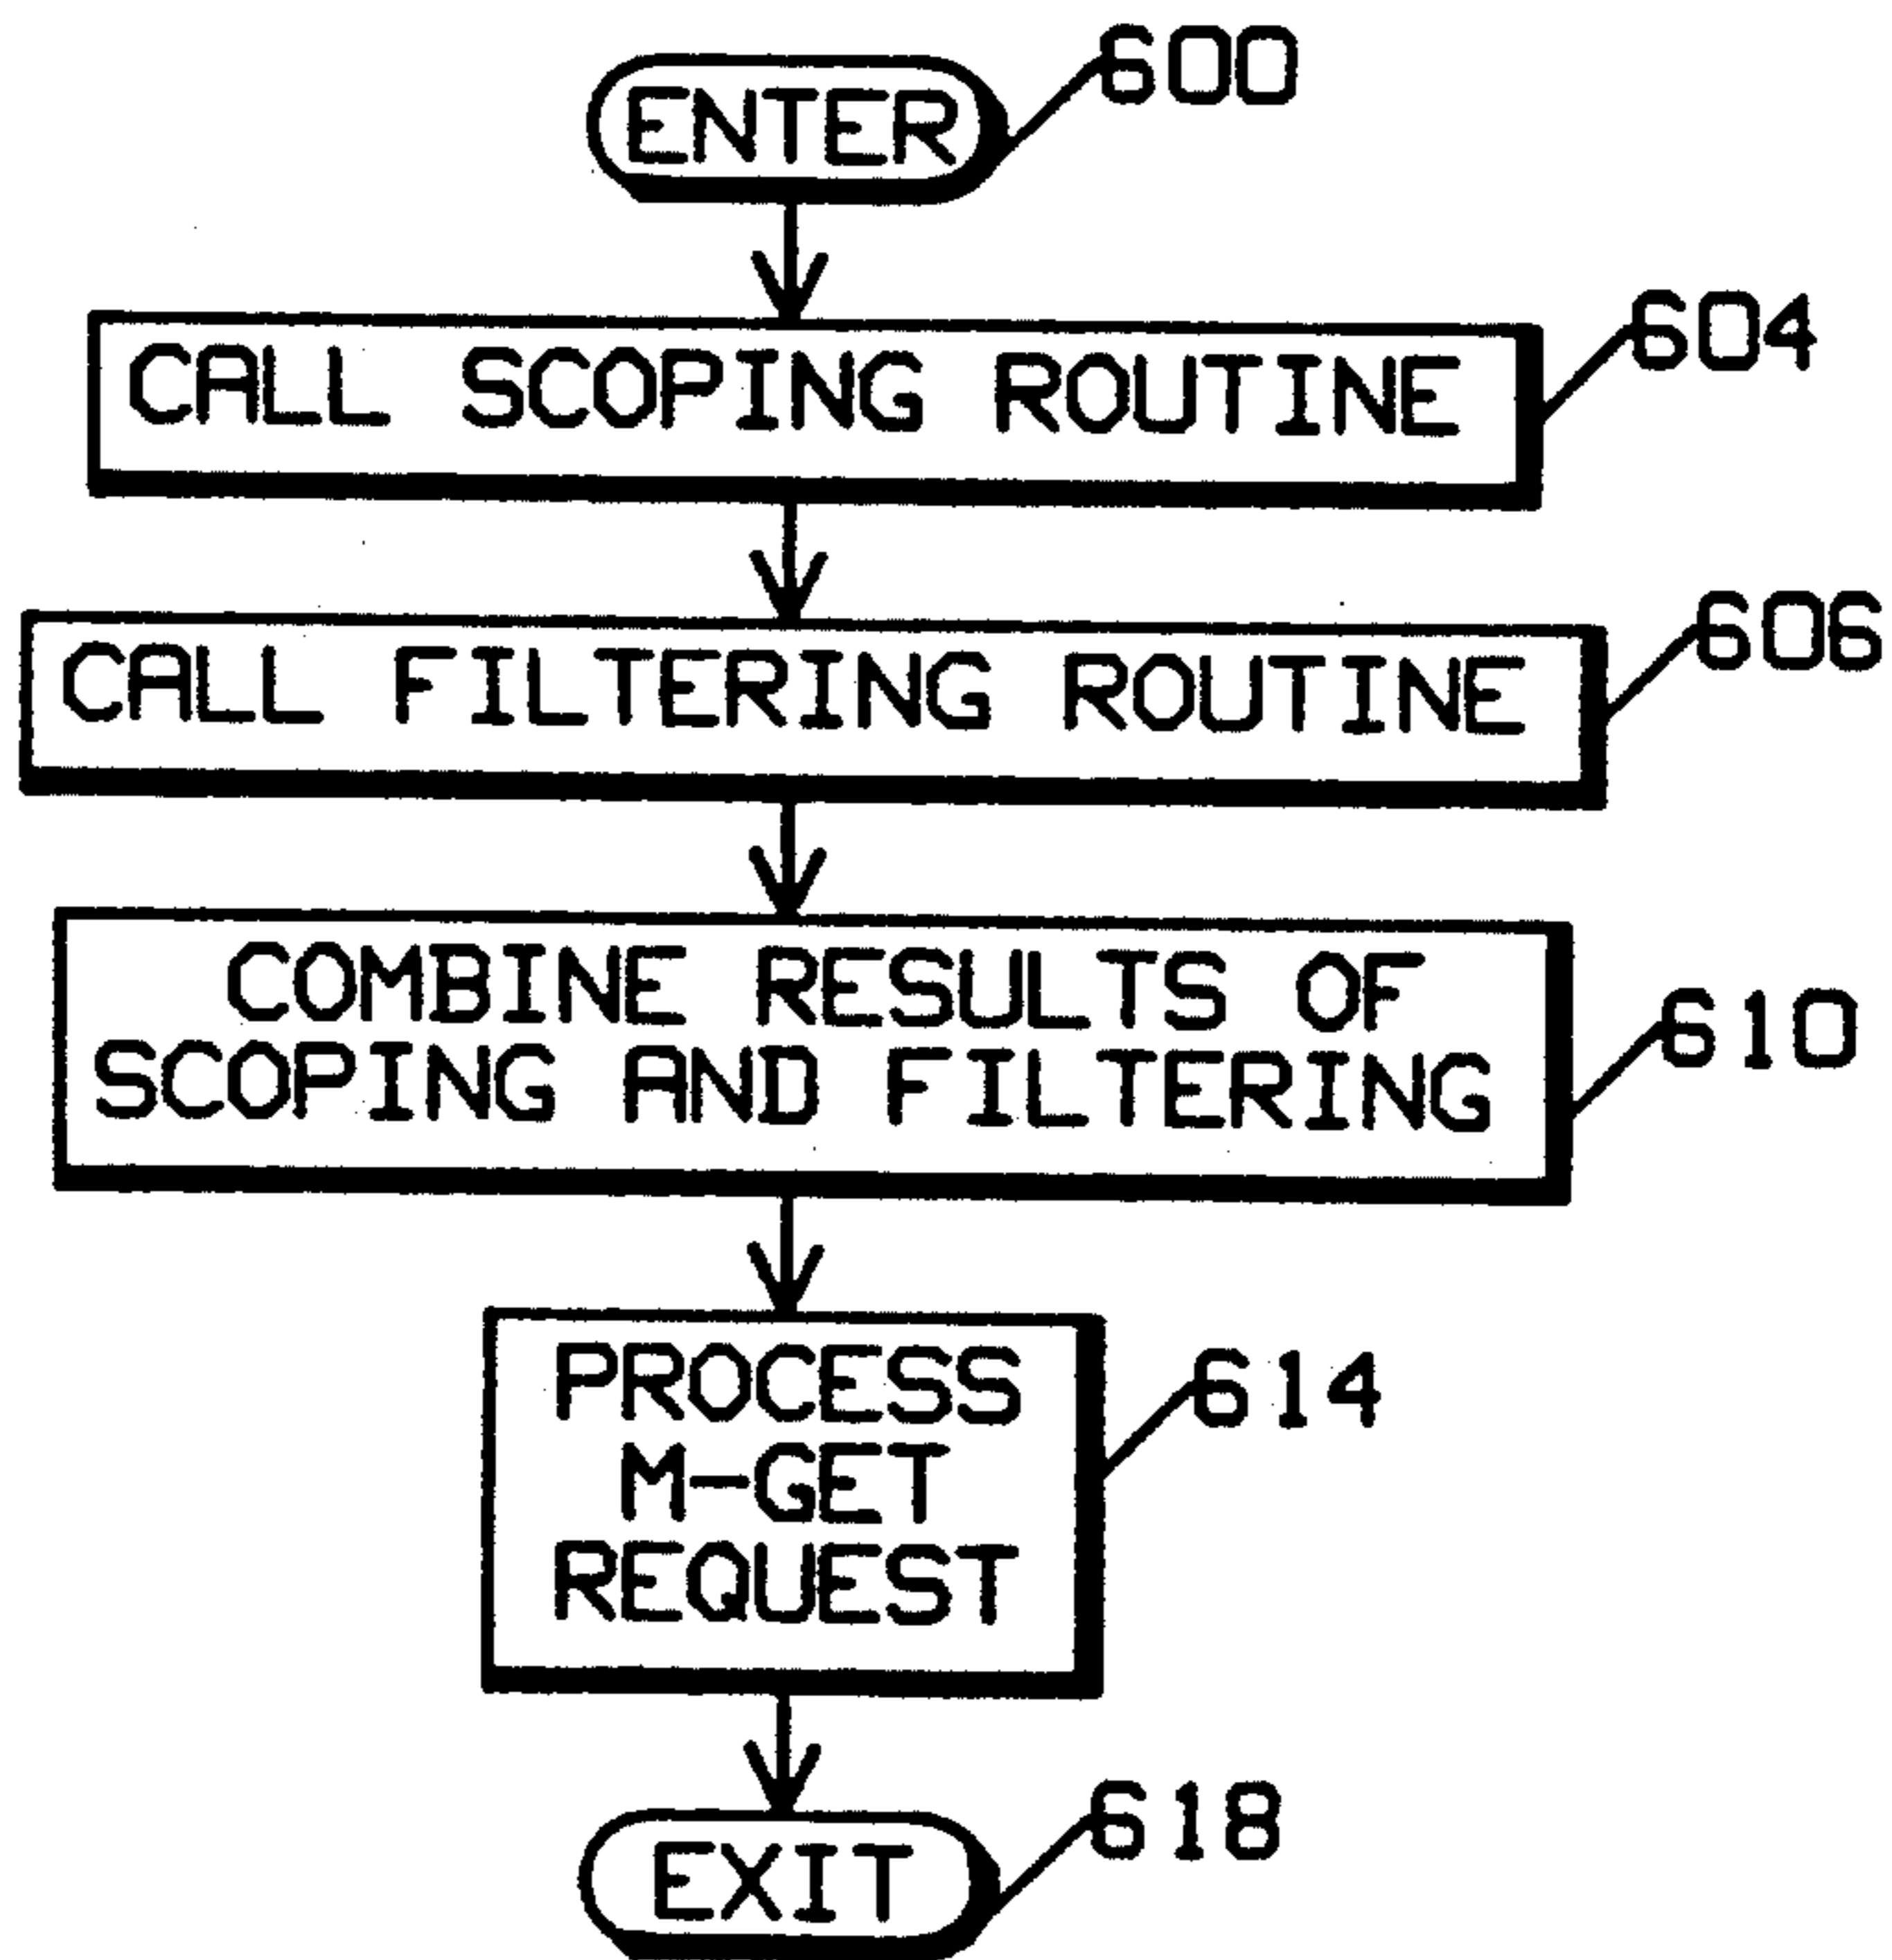 ENTER
600
CALL SCOPING ROUTINE
604
CALL FILTERING ROUTINE
606
COMBINE RESULTS OF
SCOPING AND FILTERING
610
PROCESS
M-GET
REQUEST
614
EXIT
618